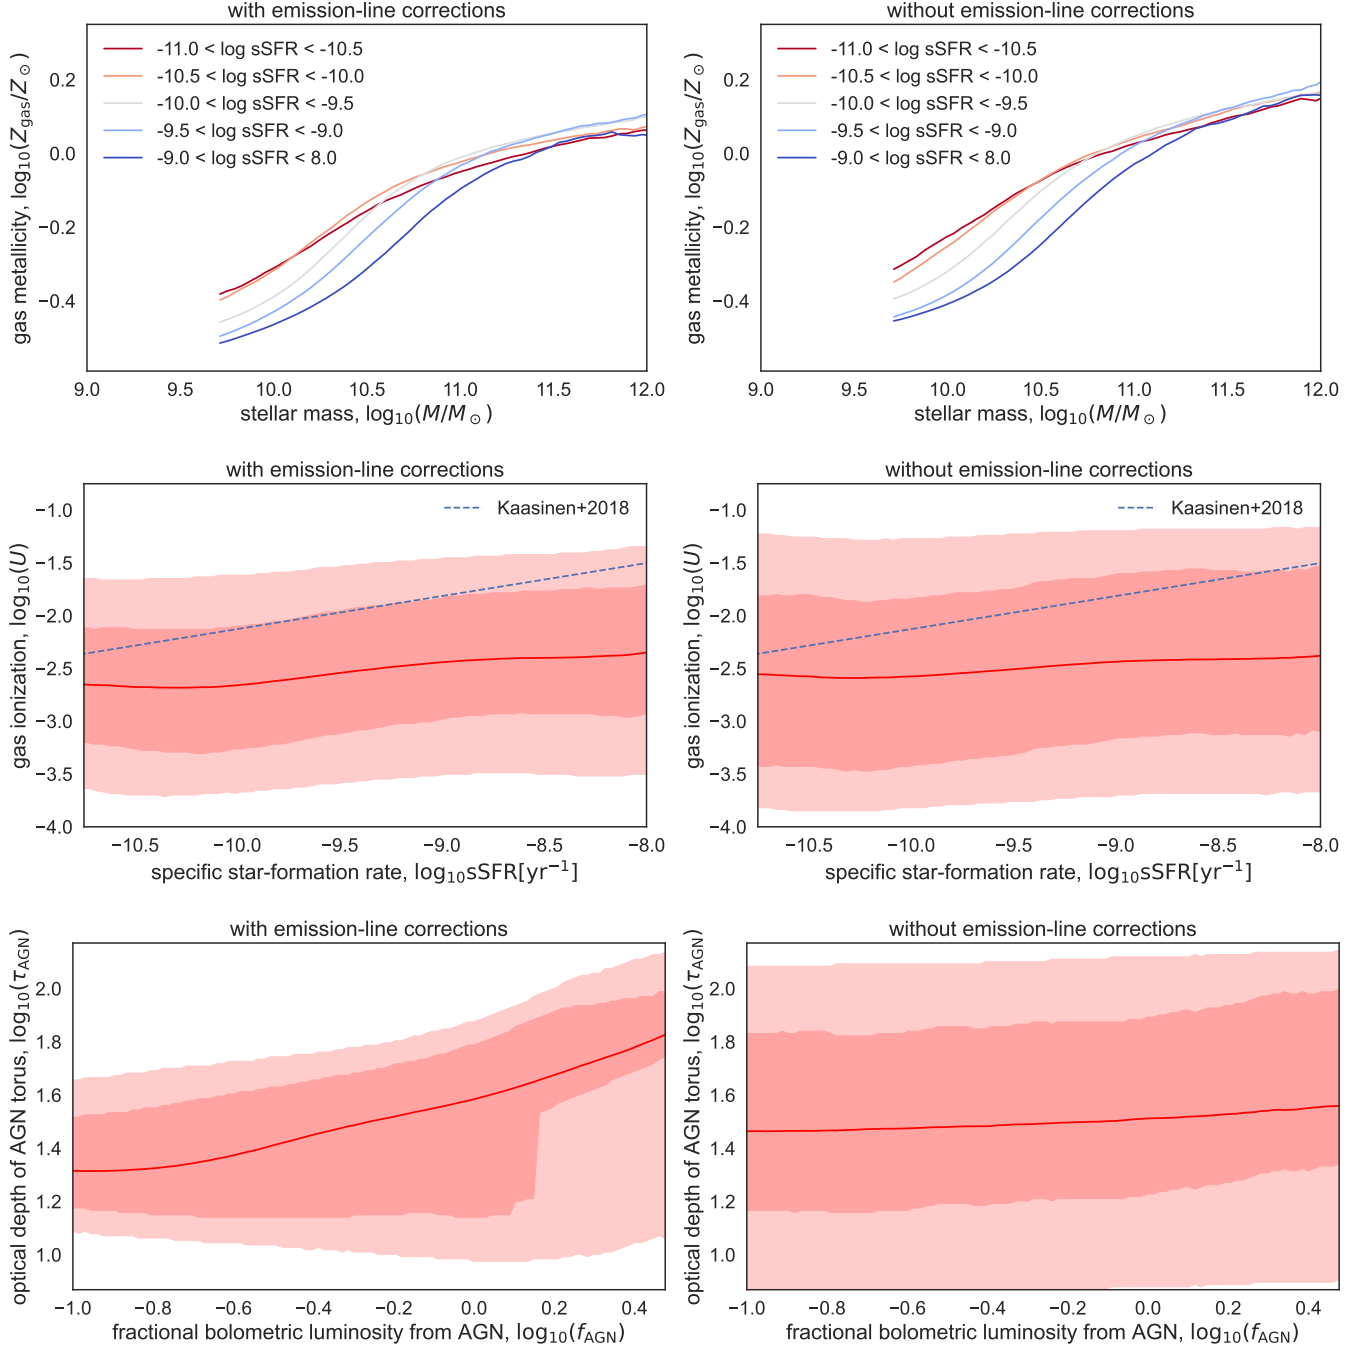 with emission-line corrections
gas metallicity, log₁₀(Z_gas/Z_⊙)
0.2
0.0
−0.2
−0.4
-11.0 < log sSFR < -10.5
-10.5 < log sSFR < -10.0
-10.0 < log sSFR < -9.5
-9.5 < log sSFR < -9.0
-9.0 < log sSFR < 8.0
9.0 9.5 10.0 10.5 11.0 11.5 12.0
stellar mass, log₁₀(M/M_⊙)
without emission-line corrections
gas metallicity, log₁₀(Z_gas/Z_⊙)
0.2
0.0
−0.2
−0.4
-11.0 < log sSFR < -10.5
-10.5 < log sSFR < -10.0
-10.0 < log sSFR < -9.5
-9.5 < log sSFR < -9.0
-9.0 < log sSFR < 8.0
9.0 9.5 10.0 10.5 11.0 11.5 12.0
stellar mass, log₁₀(M/M_⊙)
with emission-line corrections
gas ionization, log₁₀(U)
−1.0
−1.5
−2.0
−2.5
−3.0
−3.5
−4.0
Kaasinen+2018
−10.5 −10.0 −9.5 −9.0 −8.5 −8.0
specific star-formation rate, log₁₀sSFR[yr⁻¹]
without emission-line corrections
gas ionization, log₁₀(U)
−1.0
−1.5
−2.0
−2.5
−3.0
−3.5
−4.0
Kaasinen+2018
−10.5 −10.0 −9.5 −9.0 −8.5 −8.0
specific star-formation rate, log₁₀sSFR[yr⁻¹]
with emission-line corrections
optical depth of AGN torus, log₁₀(τ_AGN)
2.0
1.8
1.6
1.4
1.2
1.0
−1.0 −0.8 −0.6 −0.4 −0.2 0.0 0.2 0.4
fractional bolometric luminosity from AGN, log₁₀(f_AGN)
without emission-line corrections
optical depth of AGN torus, log₁₀(τ_AGN)
2.0
1.8
1.6
1.4
1.2
1.0
−1.0 −0.8 −0.6 −0.4 −0.2 0.0 0.2 0.4
fractional bolometric luminosity from AGN, log₁₀(f_AGN)